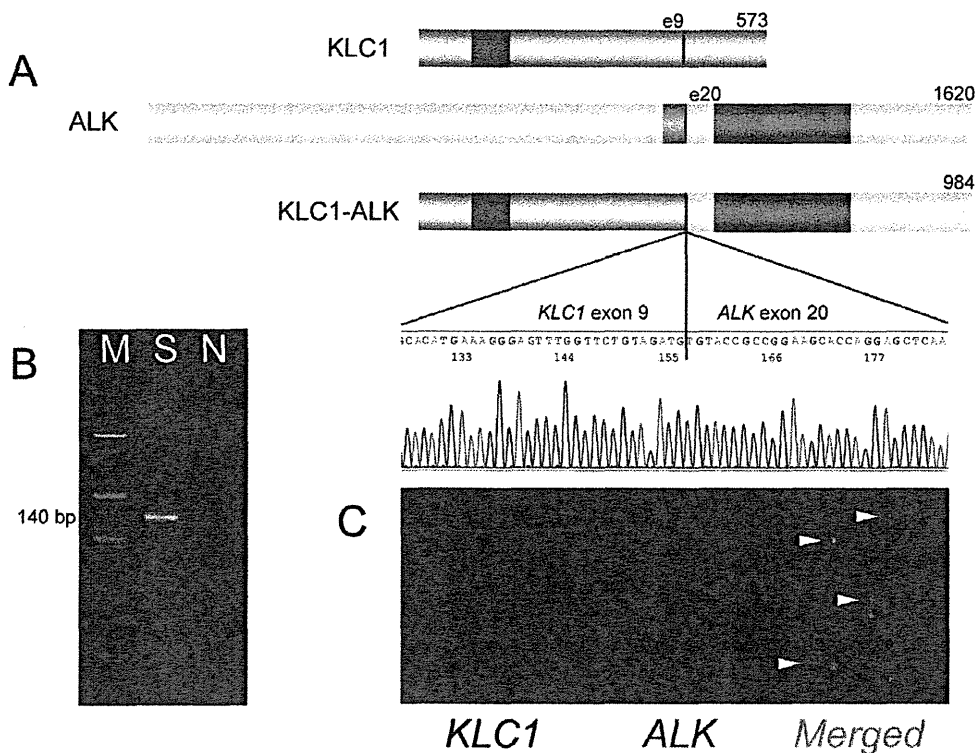 e9 573
KLC1
A
e20 1620
ALK
984
KLC1-ALK
KLC1 exon 9 ALK exon 20
GCACATGAAAGGGAGTTTGGTTCTGTAGATGTGTACCGCCGGAAGCACCAGGAGCTCAA
133 144 155 166 177
B
M S N
140 bp
C
KLC1 ALK Merged